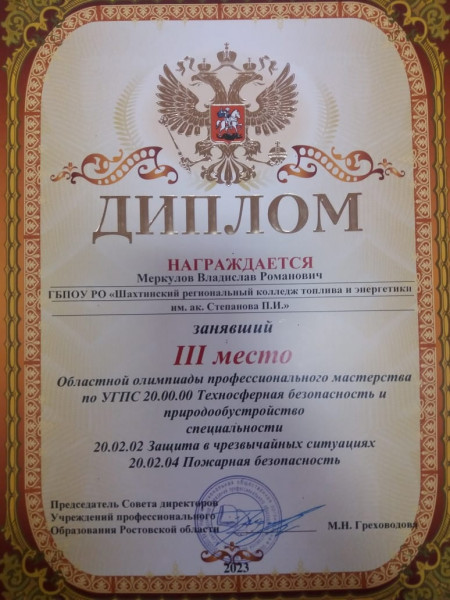 ДИПЛОМ
НАГРАЖДАЕТСЯ
Меркулов Владислав Романович
ГБПОУ РО «Шахтинский региональный колледж топлива и энергетики
им. ак. Степанова П.И.»
занявший
III место
Областной олимпиады профессионального мастерства
по УГПС 20.00.00 Техносферная безопасность и
природообустройство
специальности
20.02.02 Защита в чрезвычайных ситуациях
20.02.04 Пожарная безопасность
Председатель Совета директоров
Учреждений профессионального
Образования Ростовской области
М.Н. Греховодова
2023